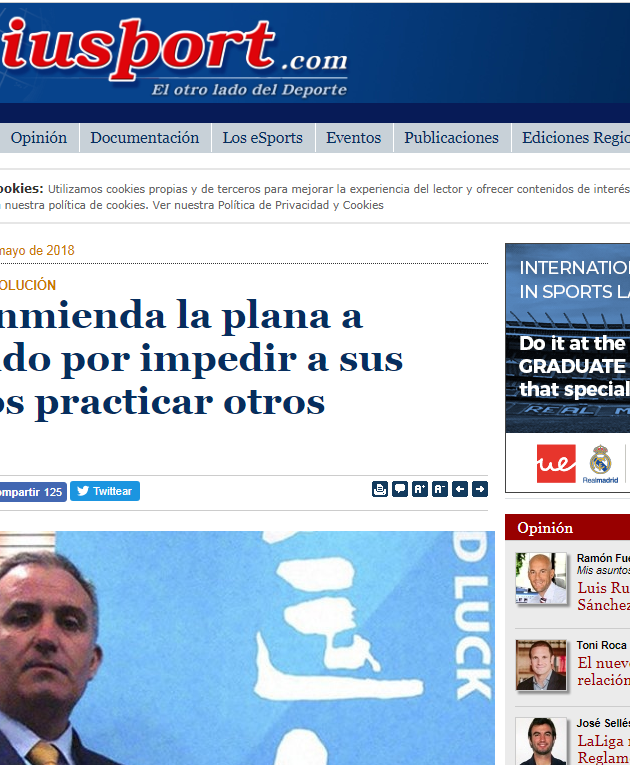 iusport.com
El otro lado del Deporte
Opinión Documentación Los eSports Eventos Publicaciones Ediciones Regio
ookies: Utilizamos cookies propias y de terceros para mejorar la experiencia del lector y ofrecer contenidos de interés
nuestra política de cookies. Ver nuestra Política de Privacidad y Cookies
mayo de 2018
OLUCIÓN
nmienda la plana a
do por impedir a sus
os practicar otros
ompartir 125 Twittear
A+ A-
D LUCK
INTERNATIO
IN SPORTS LA
Do it at the
GRADUATE
that special
REAL M
ue Realmadrid
Opinión
Ramón Fue
Mis asuntos
Luis Ru
Sánchez
Toni Roca
El nuev
relación
José Sellés
LaLiga
Reglam